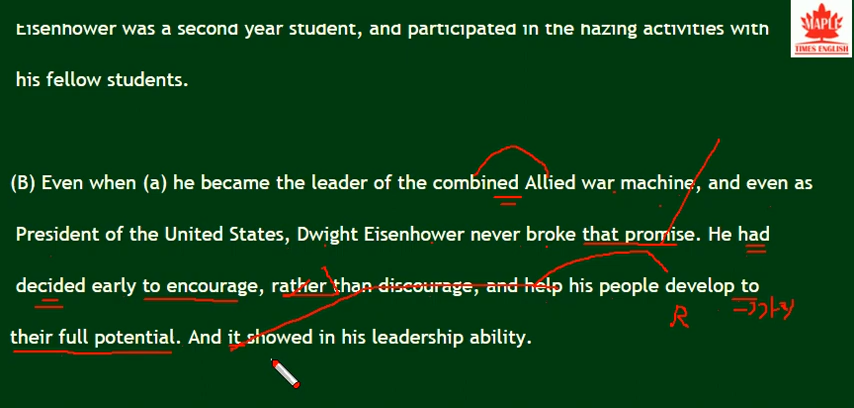 Eisenhower was a second year student, and participated in the hazing activities with
MAPLE
TIMES ENGLISH
his fellow students.
(B) Even when (a) he became the leader of the combined Allied war machine, and even as
President of the United States, Dwight Eisenhower never broke that promise. He had
decided early to encourage, rather than discourage, and help his people develop to
R
their full potential. And it showed in his leadership ability.